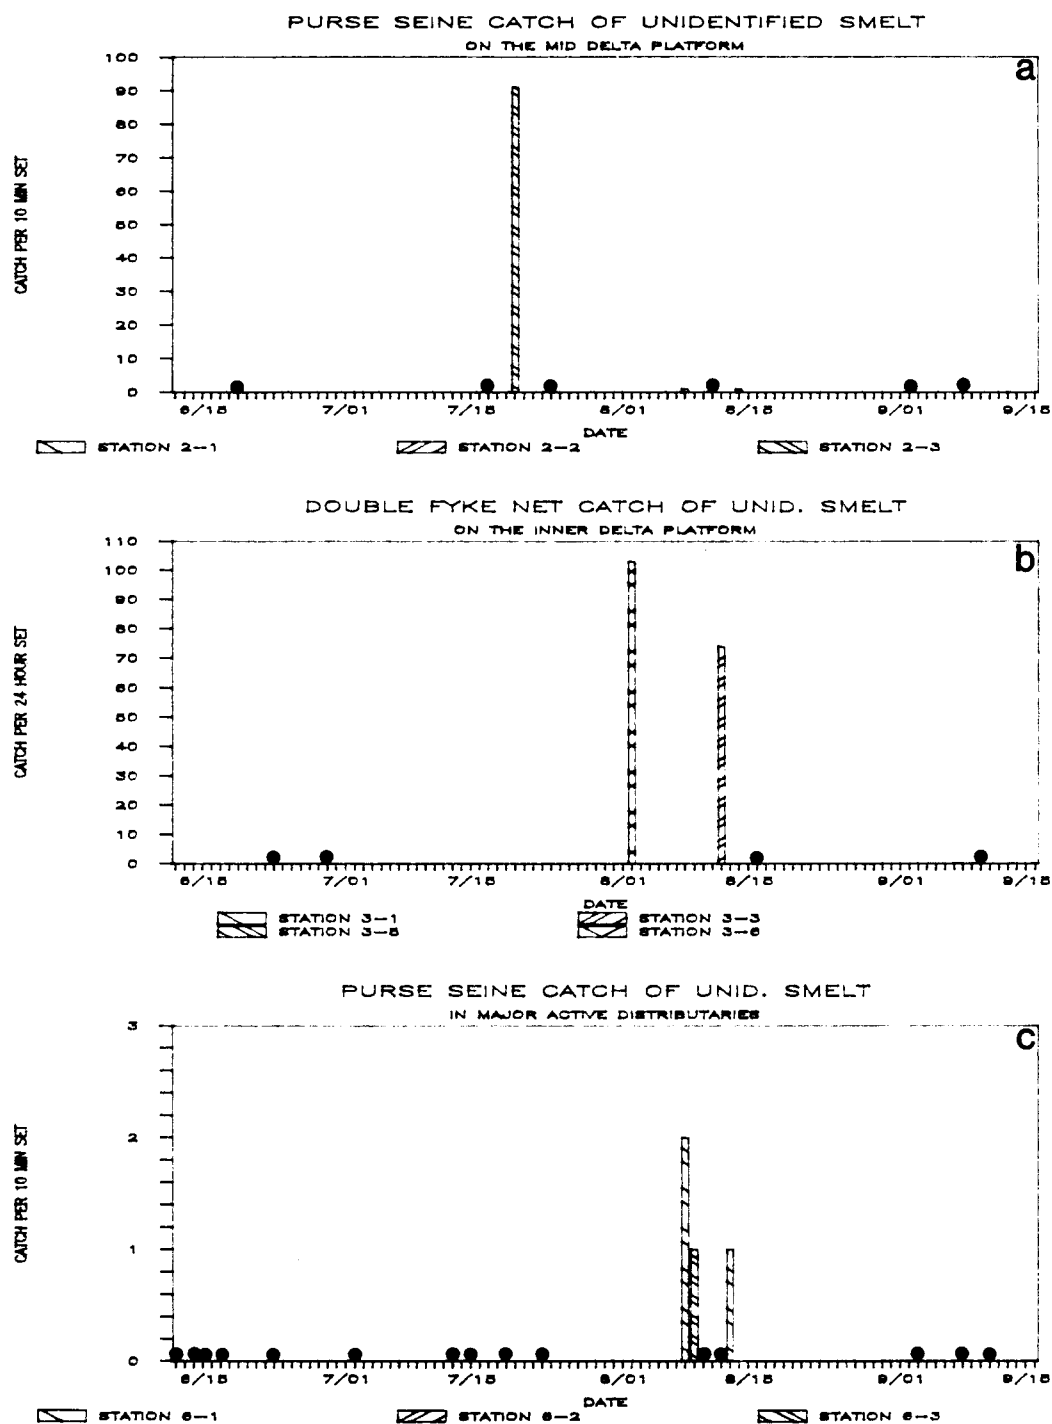 PURSE SEINE CATCH OF UNIDENTIFIED SMELT
ON THE MID DELTA PLATFORM
a
CATCH PER 10 MIN SET
100
90
80
70
60
50
40
30
20
10
0
6/15 7/01 7/15 8/01 8/15 9/01 9/15
DATE
STATION 2-1 STATION 2-2 STATION 2-3
DOUBLE FYKE NET CATCH OF UNID. SMELT
ON THE INNER DELTA PLATFORM
b
CATCH PER 24 HOUR SET
110
100
90
80
70
60
50
40
30
20
10
0
6/15 7/01 7/15 8/01 8/15 9/01 9/15
DATE
STATION 3-1 STATION 3-3
STATION 3-5 STATION 3-6
PURSE SEINE CATCH OF UNID. SMELT
IN MAJOR ACTIVE DISTRIBUTARIES
c
CATCH PER 10 MIN SET
3
2
1
0
6/15 7/01 7/15 8/01 8/15 9/01 9/15
DATE
STATION 6-1 STATION 6-2 STATION 6-3